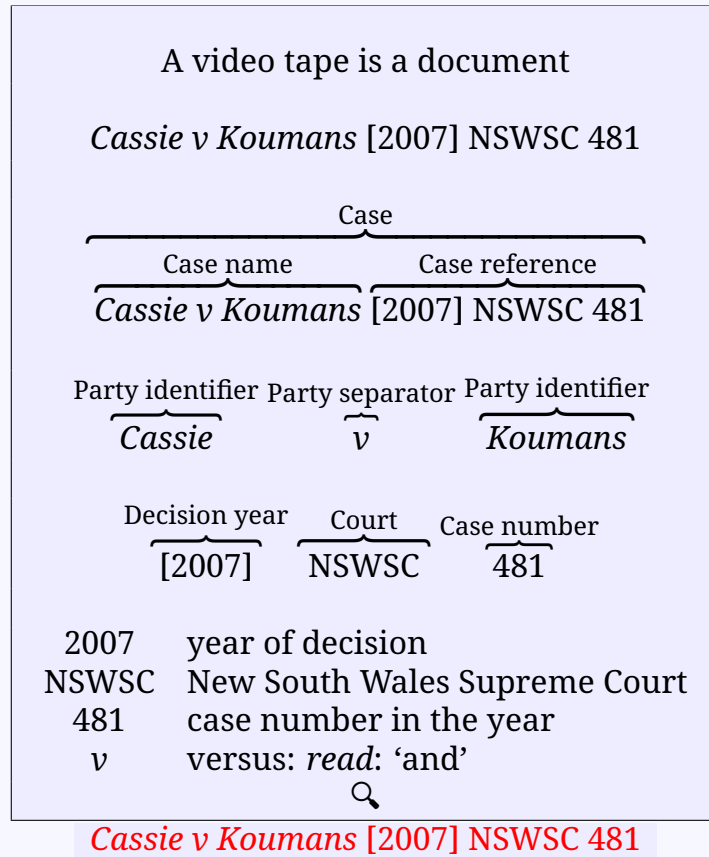 A video tape is a document
Cassie v Koumans [2007] NSWSC 481
Case
Case name Case reference
Cassie v Koumans [2007] NSWSC 481
Party identifier Party separator Party identifier
Cassie v Koumans
Decision year Court Case number
[2007] NSWSC 481
2007 year of decision
NSWSC New South Wales Supreme Court
481 case number in the year
v versus: read: ‘and’
Cassie v Koumans [2007] NSWSC 481